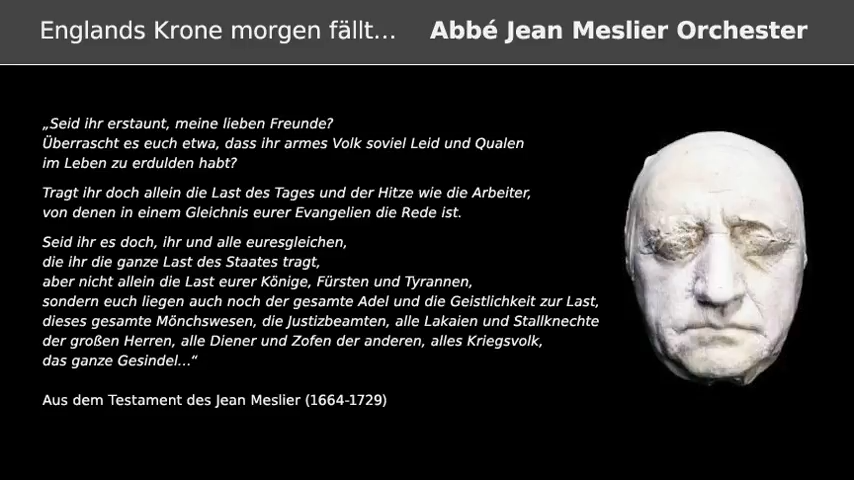 Englands Krone morgen fällt... Abbé Jean Meslier Orchester
„Seid ihr erstaunt, meine lieben Freunde?
Überrascht es euch etwa, dass ihr armes Volk soviel Leid und Qualen
im Leben zu erdulden habt?
Tragt ihr doch allein die Last des Tages und der Hitze wie die Arbeiter,
von denen in einem Gleichnis eurer Evangelien die Rede ist.
Seid ihr es doch, ihr und alle euresgleichen,
die ihr die ganze Last des Staates tragt,
aber nicht allein die Last eurer Könige, Fürsten und Tyrannen,
sondern euch liegen auch noch der gesamte Adel und die Geistlichkeit zur Last,
dieses gesamte Mönchswesen, die Justizbeamten, alle Lakaien und Stallknechte
der großen Herren, alle Diener und Zofen der anderen, alles Kriegsvolk,
das ganze Gesindel...“
Aus dem Testament des Jean Meslier (1664-1729)